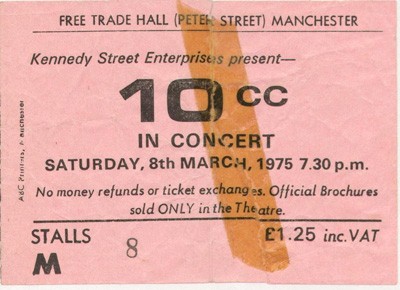 FREE TRADE HALL (PETER STREET) MANCHESTER
Kennedy Street Enterprises present—
10 CC
IN CONCERT
SATURDAY, 8th MARCH, 1975 7.30 p.m.
No money refunds or ticket exchanges. Official Brochures
sold ONLY in the Theatre.
STALLS £1.25 inc. VAT
M 8
ABC Printers, Manchester